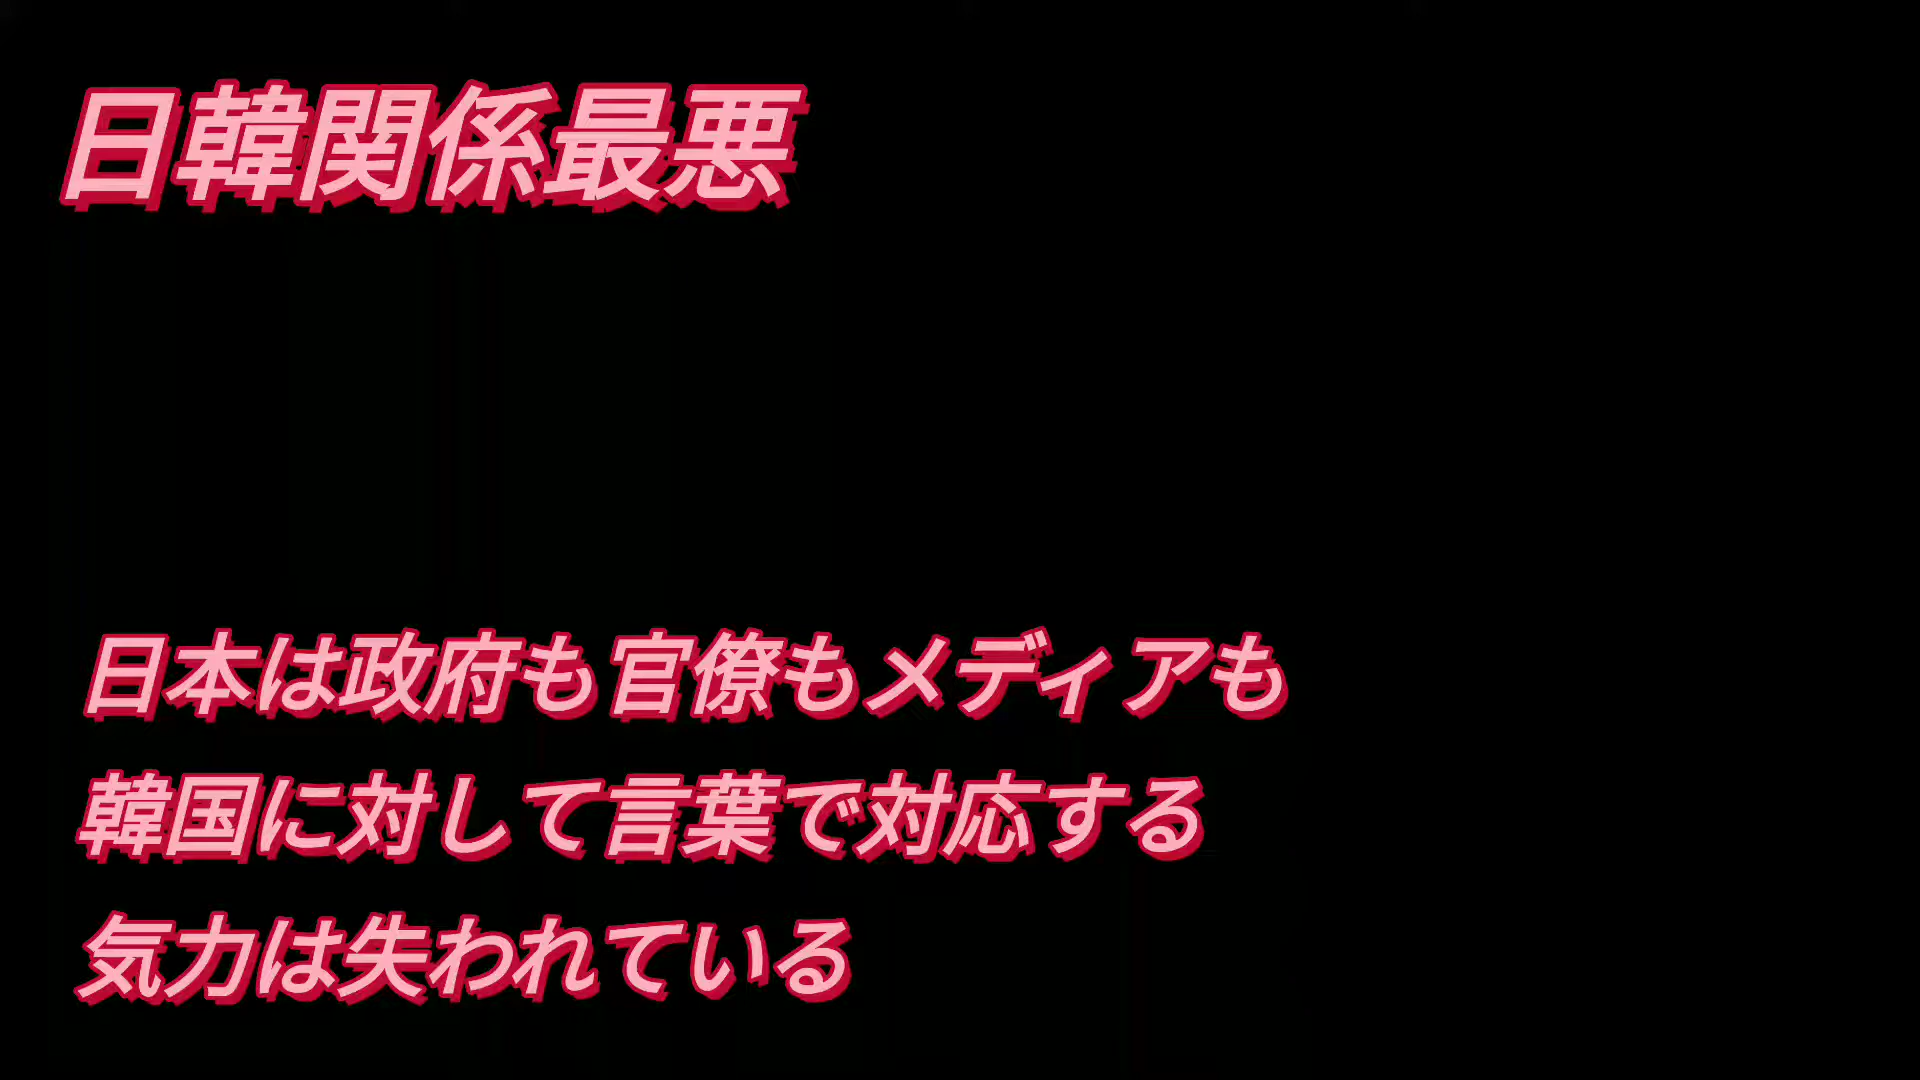 日韓関係最悪
日本は政府も官僚もメディアも
韓国に対して言葉で対応する
気力は失われている